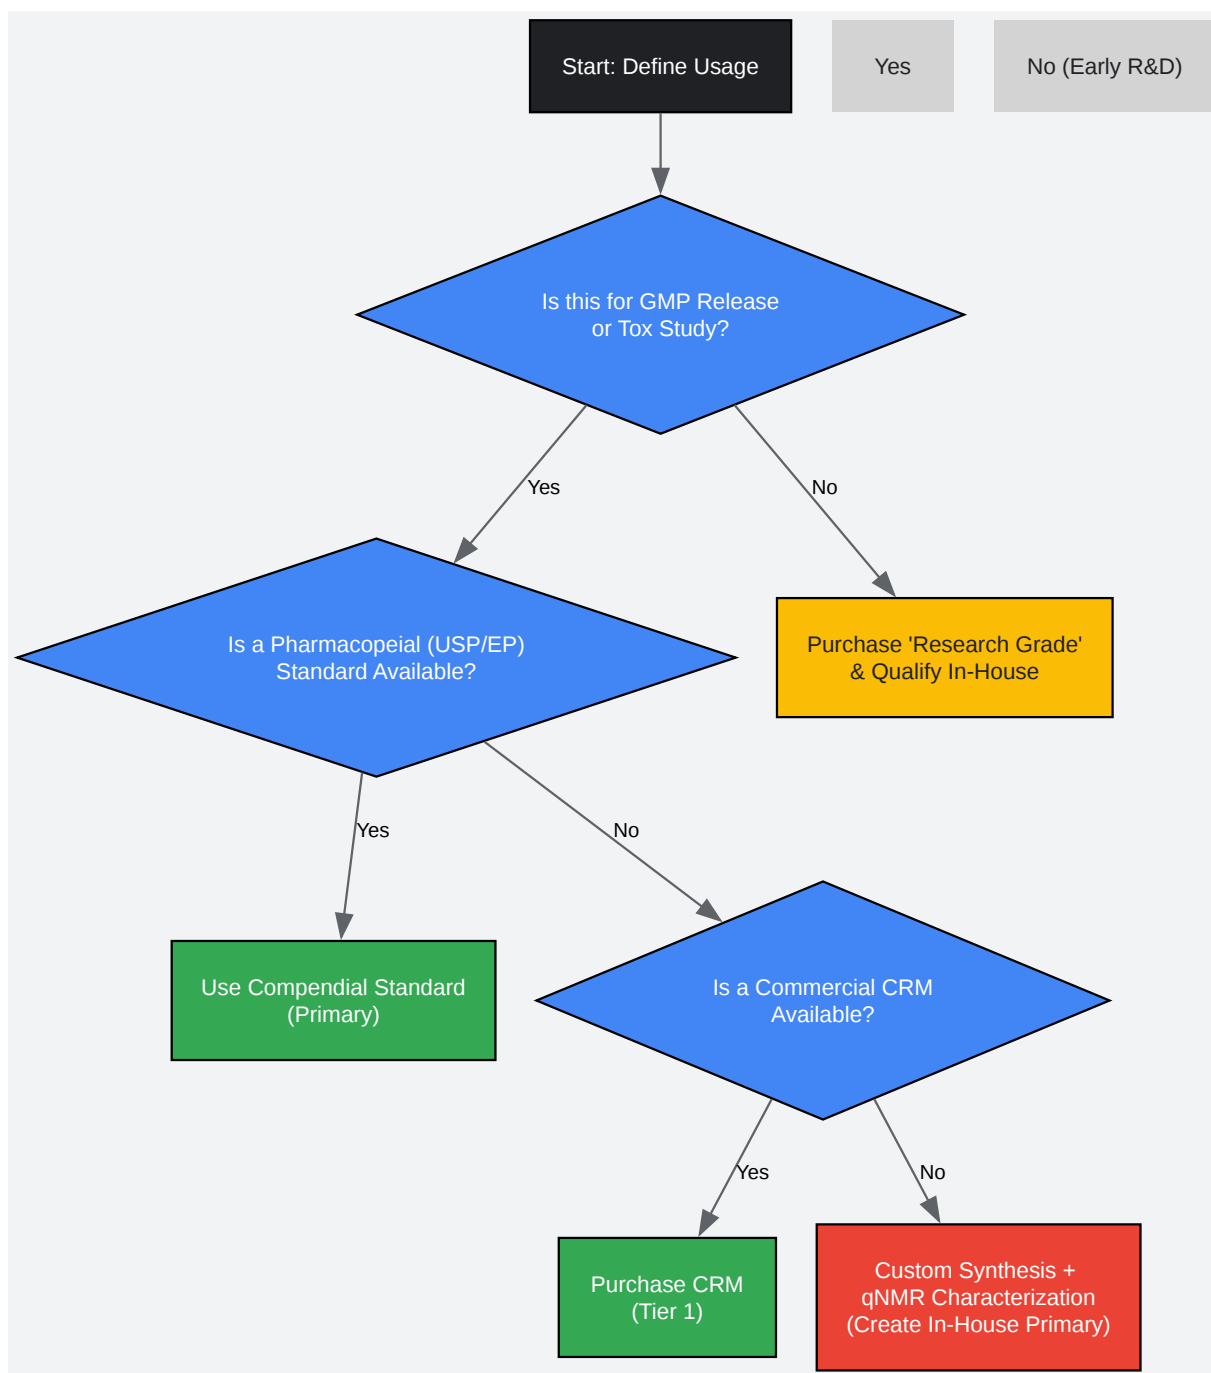 Start: Define Usage
Yes
No (Early R&D)
Is this for GMP Release
or Tox Study?
Yes
No
Is a Pharmacopeial (USP/EP)
Standard Available?
Purchase 'Research Grade'
& Qualify In-House
Yes
No
Use Compendial Standard
(Primary)
Is a Commercial CRM
Available?
Yes
No
Purchase CRM
(Tier 1)
Custom Synthesis +
qNMR Characterization
(Create In-House Primary)